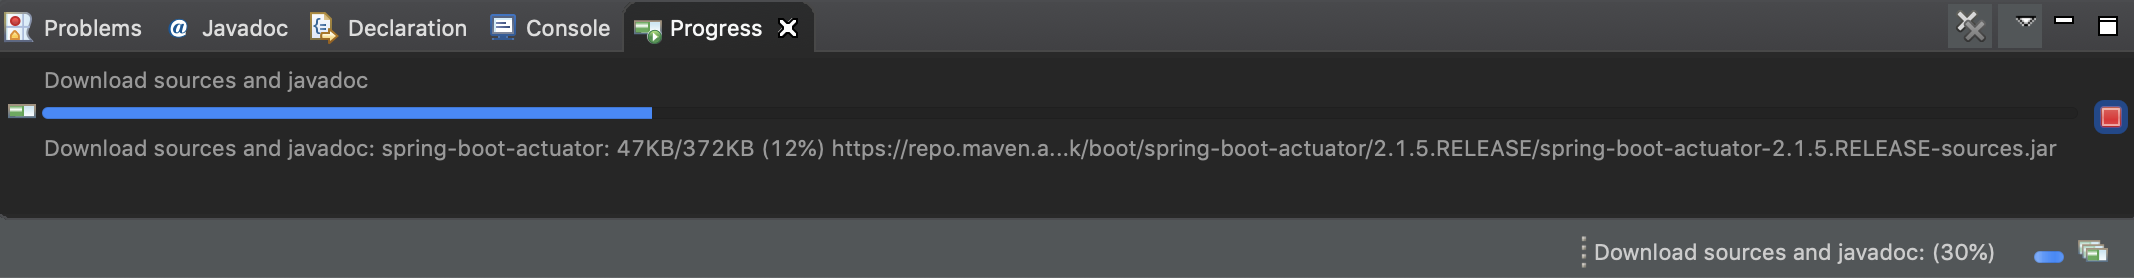 Problems Javadoc Declaration Console Progress
Download sources and javadoc
Download sources and javadoc: spring-boot-actuator: 47KB/372KB (12%) https://repo.maven.a...k/boot/spring-boot-actuator/2.1.5.RELEASE/spring-boot-actuator-2.1.5.RELEASE-sources.jar
Download sources and javadoc: (30%)